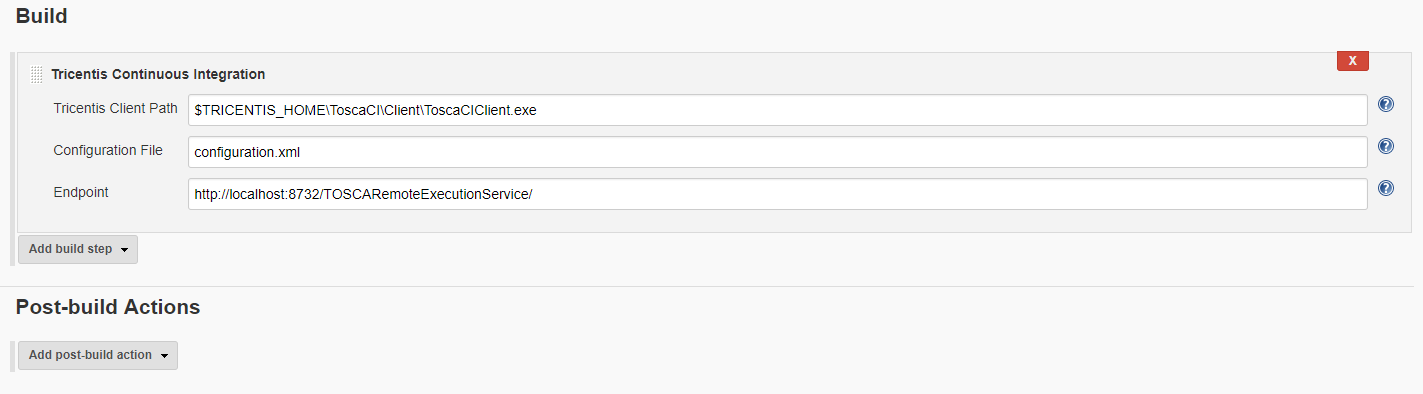 Build
X
Tricentis Continuous Integration
Tricentis Client Path $TRICENTIS_HOME\ToscaCI\Client\ToscaCIClient.exe ?
Configuration File configuration.xml ?
Endpoint http://localhost:8732/TOSCARemoteExecutionService/ ?
Add build step
Post-build Actions
Add post-build action